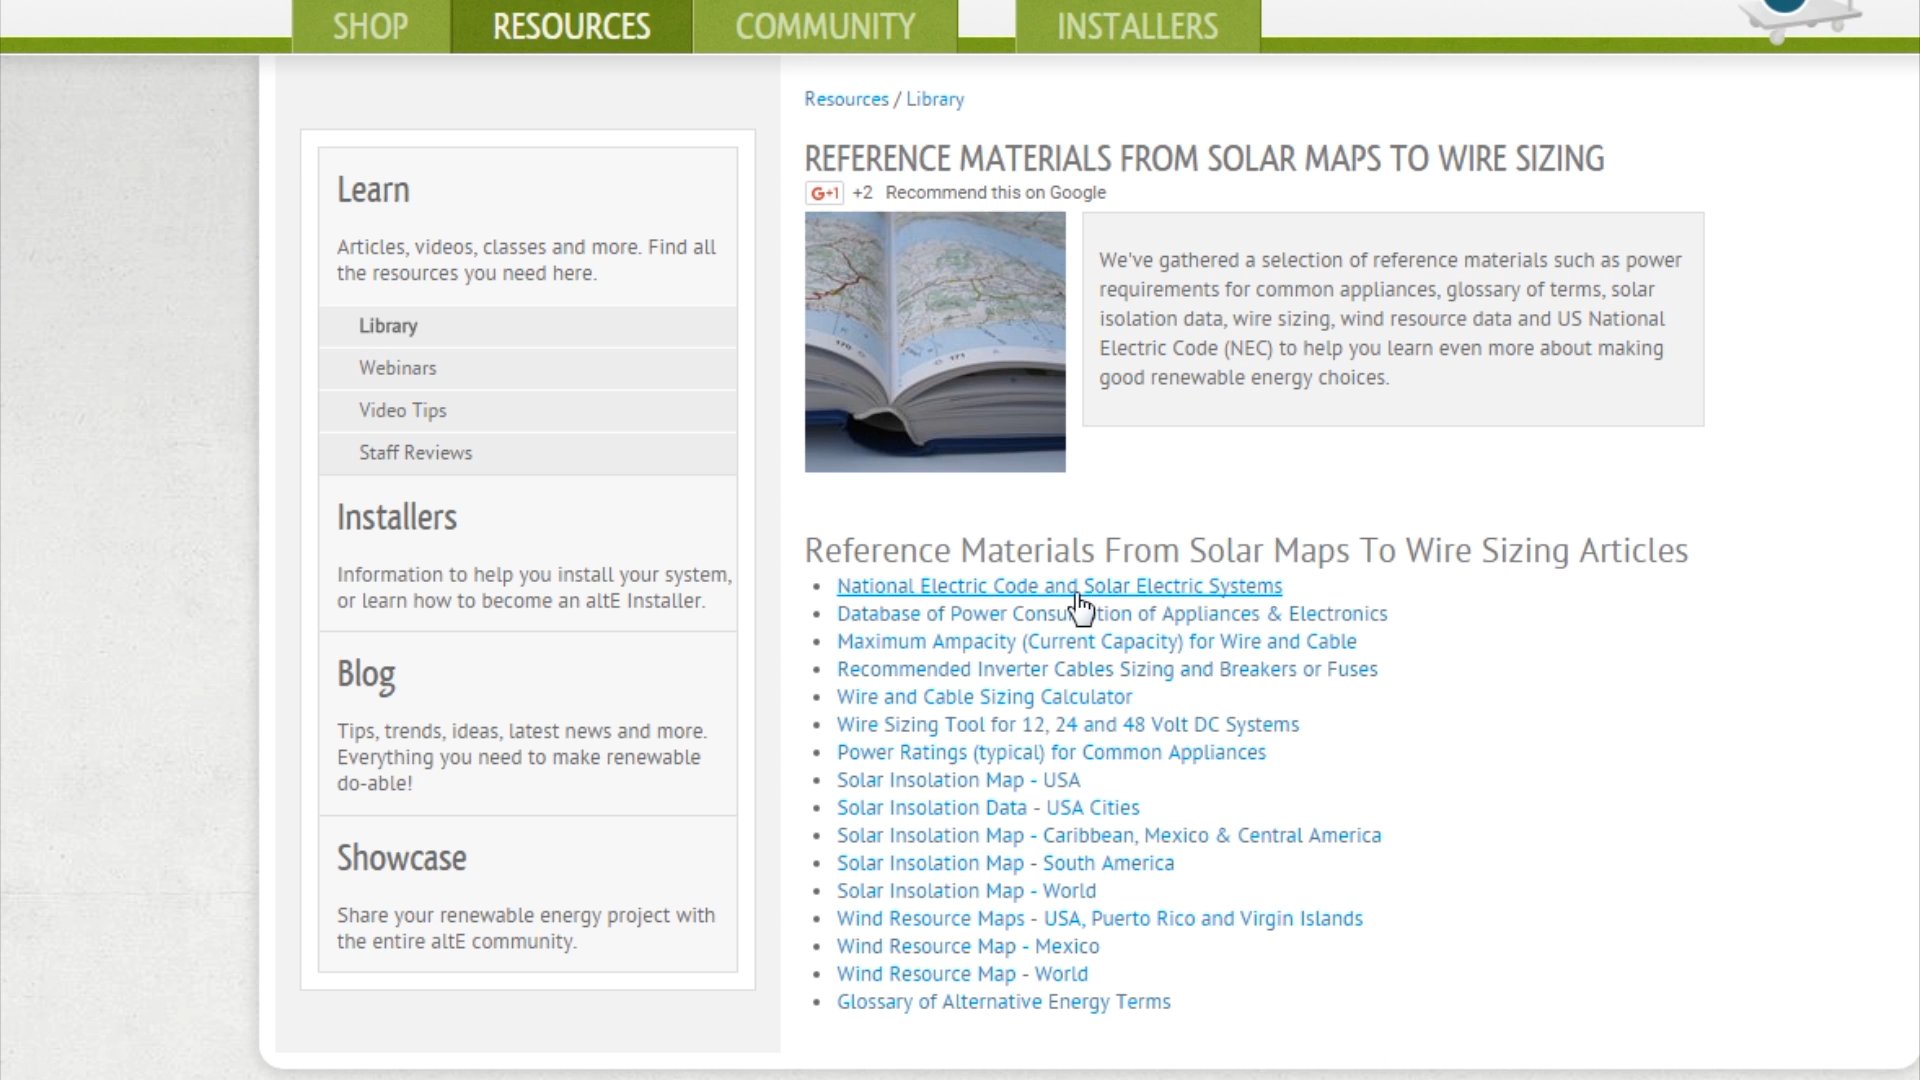 SHOP
RESOURCES
COMMUNITY
INSTALLERS
Resources / Library
REFERENCE MATERIALS FROM SOLAR MAPS TO WIRE SIZING
G+1 +2 Recommend this on Google
170
171
We've gathered a selection of reference materials such as power
requirements for common appliances, glossary of terms, solar
isolation data, wire sizing, wind resource data and US National
Electric Code (NEC) to help you learn even more about making
good renewable energy choices.
Learn
Articles, videos, classes and more. Find all
the resources you need here.
Library
Webinars
Video Tips
Staff Reviews
Installers
Information to help you install your system,
or learn how to become an altE Installer.
Blog
Tips, trends, ideas, latest news and more.
Everything you need to make renewable
do-able!
Showcase
Share your renewable energy project with
the entire altE community.
Reference Materials From Solar Maps To Wire Sizing Articles
National Electric Code and Solar Electric Systems
Database of Power Consumption of Appliances & Electronics
Maximum Ampacity (Current Capacity) for Wire and Cable
Recommended Inverter Cables Sizing and Breakers or Fuses
Wire and Cable Sizing Calculator
Wire Sizing Tool for 12, 24 and 48 Volt DC Systems
Power Ratings (typical) for Common Appliances
Solar Insolation Map - USA
Solar Insolation Data - USA Cities
Solar Insolation Map - Caribbean, Mexico & Central America
Solar Insolation Map - South America
Solar Insolation Map - World
Wind Resource Maps - USA, Puerto Rico and Virgin Islands
Wind Resource Map - Mexico
Wind Resource Map - World
Glossary of Alternative Energy Terms